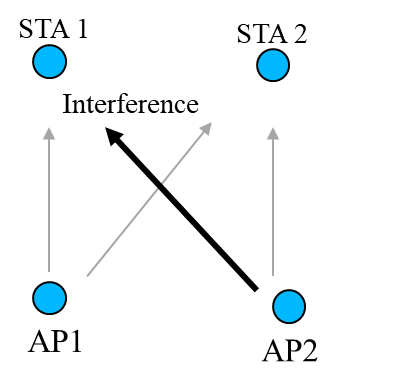 STA 1
STA 2
Interference
AP1
AP2